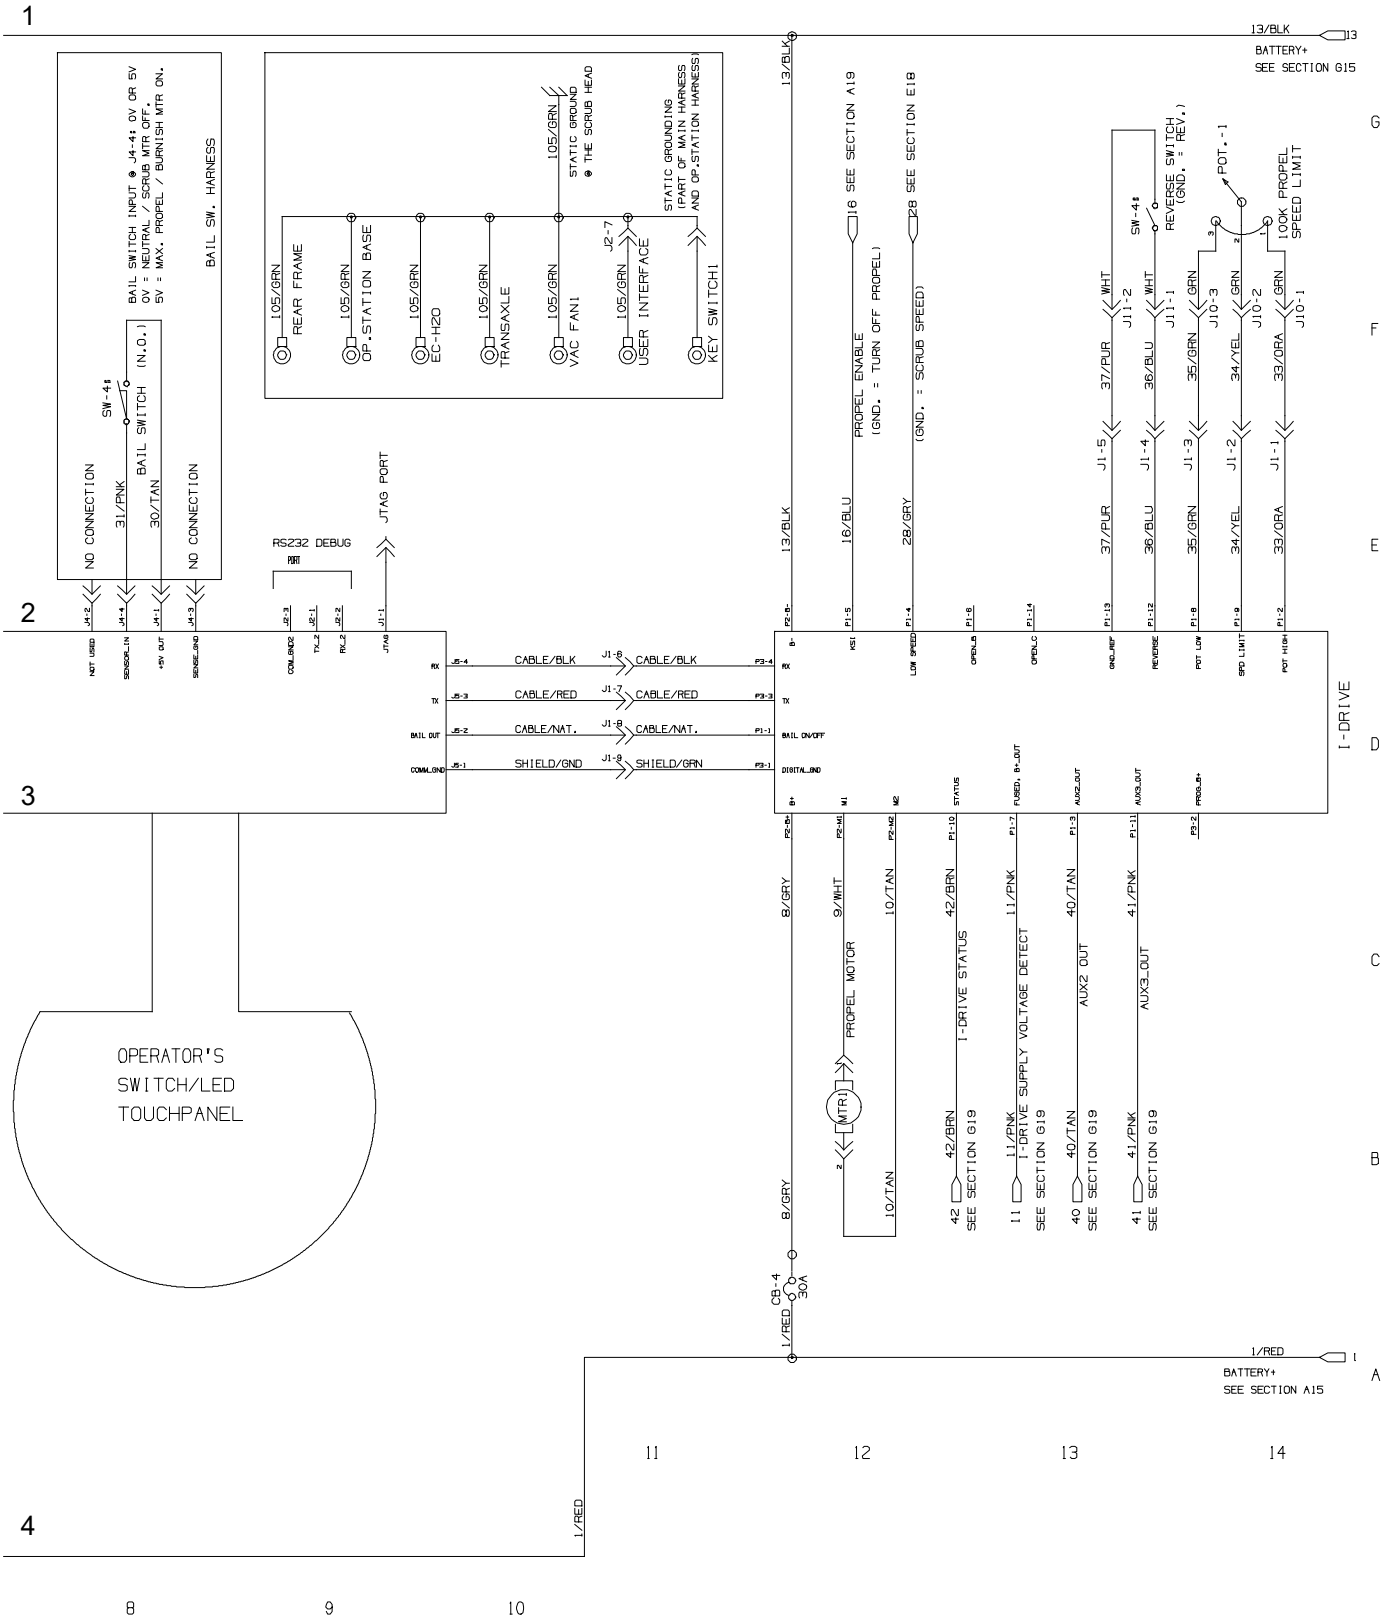 1
13/BLK
13
BATTERY+
SEE SECTION G15
BAIL SWITCH INPUT @ J4-4: 0V OR 5V
0V = NEUTRAL / SCRUB MTR OFF.
5V = MAX. PROPEL / BURNISH MTR ON.
BAIL SW. HARNESS
SW-4:
BAIL SWITCH (N.O.)
NO CONNECTION
31/PNK
30/TAN
NO CONNECTION
105/GRN
STATIC GROUND
@ THE SCRUB HEAD
STATIC GROUNDING
(PART OF MAIN HARNESS
AND OP.STATION HARNESS)
105/GRN
REAR FRAME
105/GRN
OP.STATION BASE
105/GRN
EC-H2O
105/GRN
TRANSAXLE
105/GRN
VAC FAN1
J2-7
105/GRN
USER INTERFACE
KEY SWITCH1
13/BLK
13/BLK
16 SEE SECTION A19
PROPEL ENABLE
(GND. = TURN OFF PROPEL)
16/BLU
28 SEE SECTION E18
(GND. = SCRUB SPEED)
28/GRY
SW-4:
REVERSE SWITCH
(GND. = REV.)
POT.-1
100K PROPEL
SPEED LIMIT
3
2
1
WHT
WHT
GRN
GRN
GRN
J11-2
J11-1
J10-3
J10-2
J10-1
37/PUR
36/BLU
35/GRN
34/YEL
33/ORA
J1-5
J1-4
J1-3
J1-2
J1-1
37/PUR
36/BLU
35/GRN
34/YEL
33/ORA
G
F
E
D
C
B
A
RS232 DEBUG
PORT
JTAG PORT
2
J4-2
J4-4
J4-1
J4-3
J2-3
J2-1
J2-2
J1-1
NOT USED
SENSOR_IN
+5V OUT
SENSE_GND
COM_GND2
TX_2
RX_2
JTAG
P2-B-
P1-5
P1-4
P1-6
P1-14
P1-13
P1-12
P1-8
P1-9
P1-2
B-
KSI
LOW SPEED
OPEN_B
OPEN_C
GND_REF
REVERSE
POT LOW
SPD LIMIT
POT HIGH
RX
J5-4
CABLE/BLK
J1-6
CABLE/BLK
P3-4
RX
TX
J5-3
CABLE/RED
J1-7
CABLE/RED
P3-3
TX
BAIL OUT
J5-2
CABLE/NAT.
J1-8
CABLE/NAT.
P1-1
BAIL ON/OFF
COMM_GND
J5-1
SHIELD/GND
J1-9
SHIELD/GRN
P3-1
DIGITAL_GND
I-DRIVE
3
B+
M1
M2
STATUS
FUSED, B+_OUT
AUX2_OUT
AUX3_OUT
PROG_B+
P2-B+
P2-M1
P2-M2
P1-10
P1-7
P1-3
P1-11
P3-2
8/GRY
9/WHT
10/TAN
42/BRN
11/PNK
40/TAN
41/PNK
PROPEL MOTOR
I-DRIVE STATUS
I-DRIVE SUPPLY VOLTAGE DETECT
AUX2 OUT
AUX3_OUT
OPERATOR'S
SWITCH/LED
TOUCHPANEL
MTR1
2
8/GRY
10/TAN
42/BRN
11/PNK
40/TAN
41/PNK
42
SEE SECTION G19
11
SEE SECTION G19
40
SEE SECTION G19
41
SEE SECTION G19
CB-4
30A
1/RED
1/RED
1
BATTERY+
SEE SECTION A15
11
12
13
14
1/RED
4
8
9
10